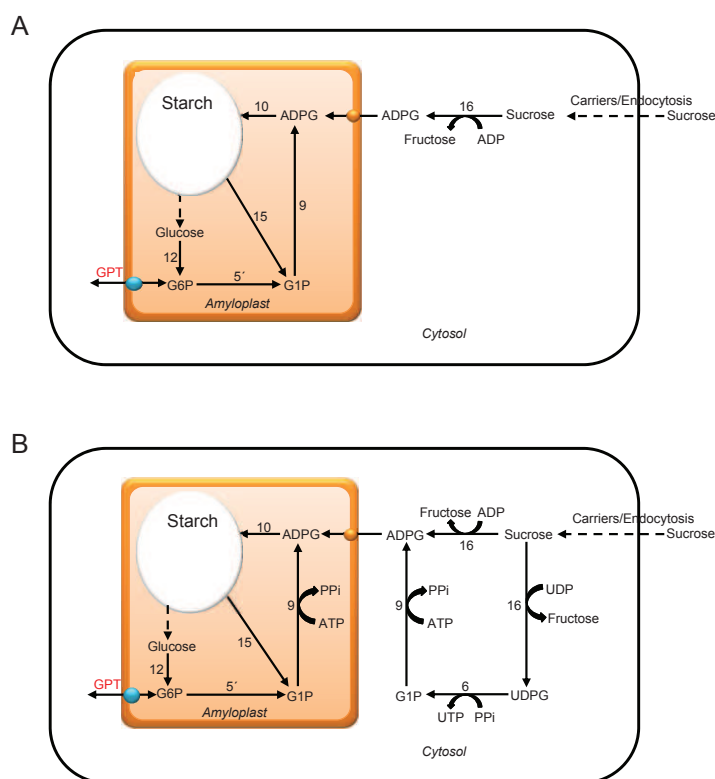 A
Starch
10
ADPG
ADPG
16
Sucrose
Carriers/Endocytosis
Sucrose
Fructose
ADP
15
9
Glucose
12
GPT
G6P
5´
G1P
Amyloplast
Cytosol
B
Starch
10
ADPG
ADPG
Fructose ADP
16
Sucrose
Carriers/Endocytosis
Sucrose
9
PPi
ATP
9
PPi
ATP
16
UDP
Fructose
15
Glucose
12
GPT
G6P
5´
G1P
G1P
6
UDPG
UTP PPi
Amyloplast
Cytosol